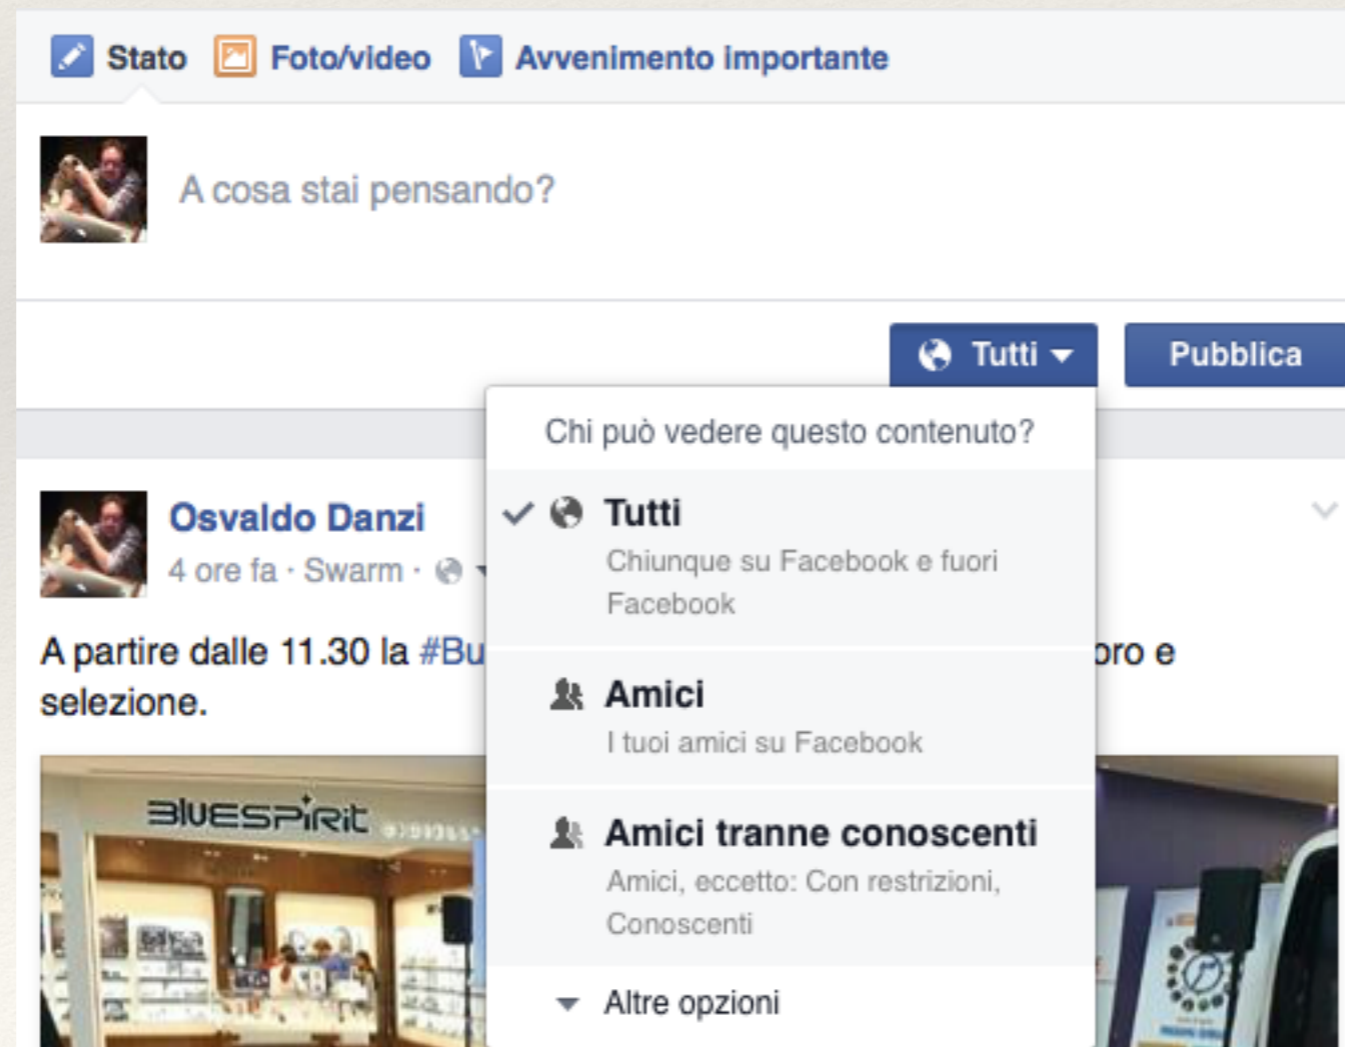 Stato Foto/video Avvenimento importante
A cosa stai pensando?
Tutti Pubblica
Chi può vedere questo contenuto?
Tutti
Chiunque su Facebook e fuori
Facebook
Amici
I tuoi amici su Facebook
Amici tranne conoscenti
Amici, eccetto: Con restrizioni,
Conoscenti
Altre opzioni
Osvaldo Danzi
4 ore fa · Swarm ·
A partire dalle 11.30 la #Bu oro e
selezione.
BLUESPIRIT